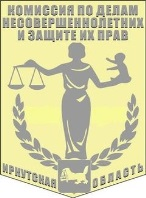 КОМИССИЯ ПО ДЕЛАМ
НЕСОВЕРШЕННОЛЕТНИХ
И ЗАЩИТЕ ИХ ПРАВ
ИРКУТСКАЯ ОБЛАСТЬ